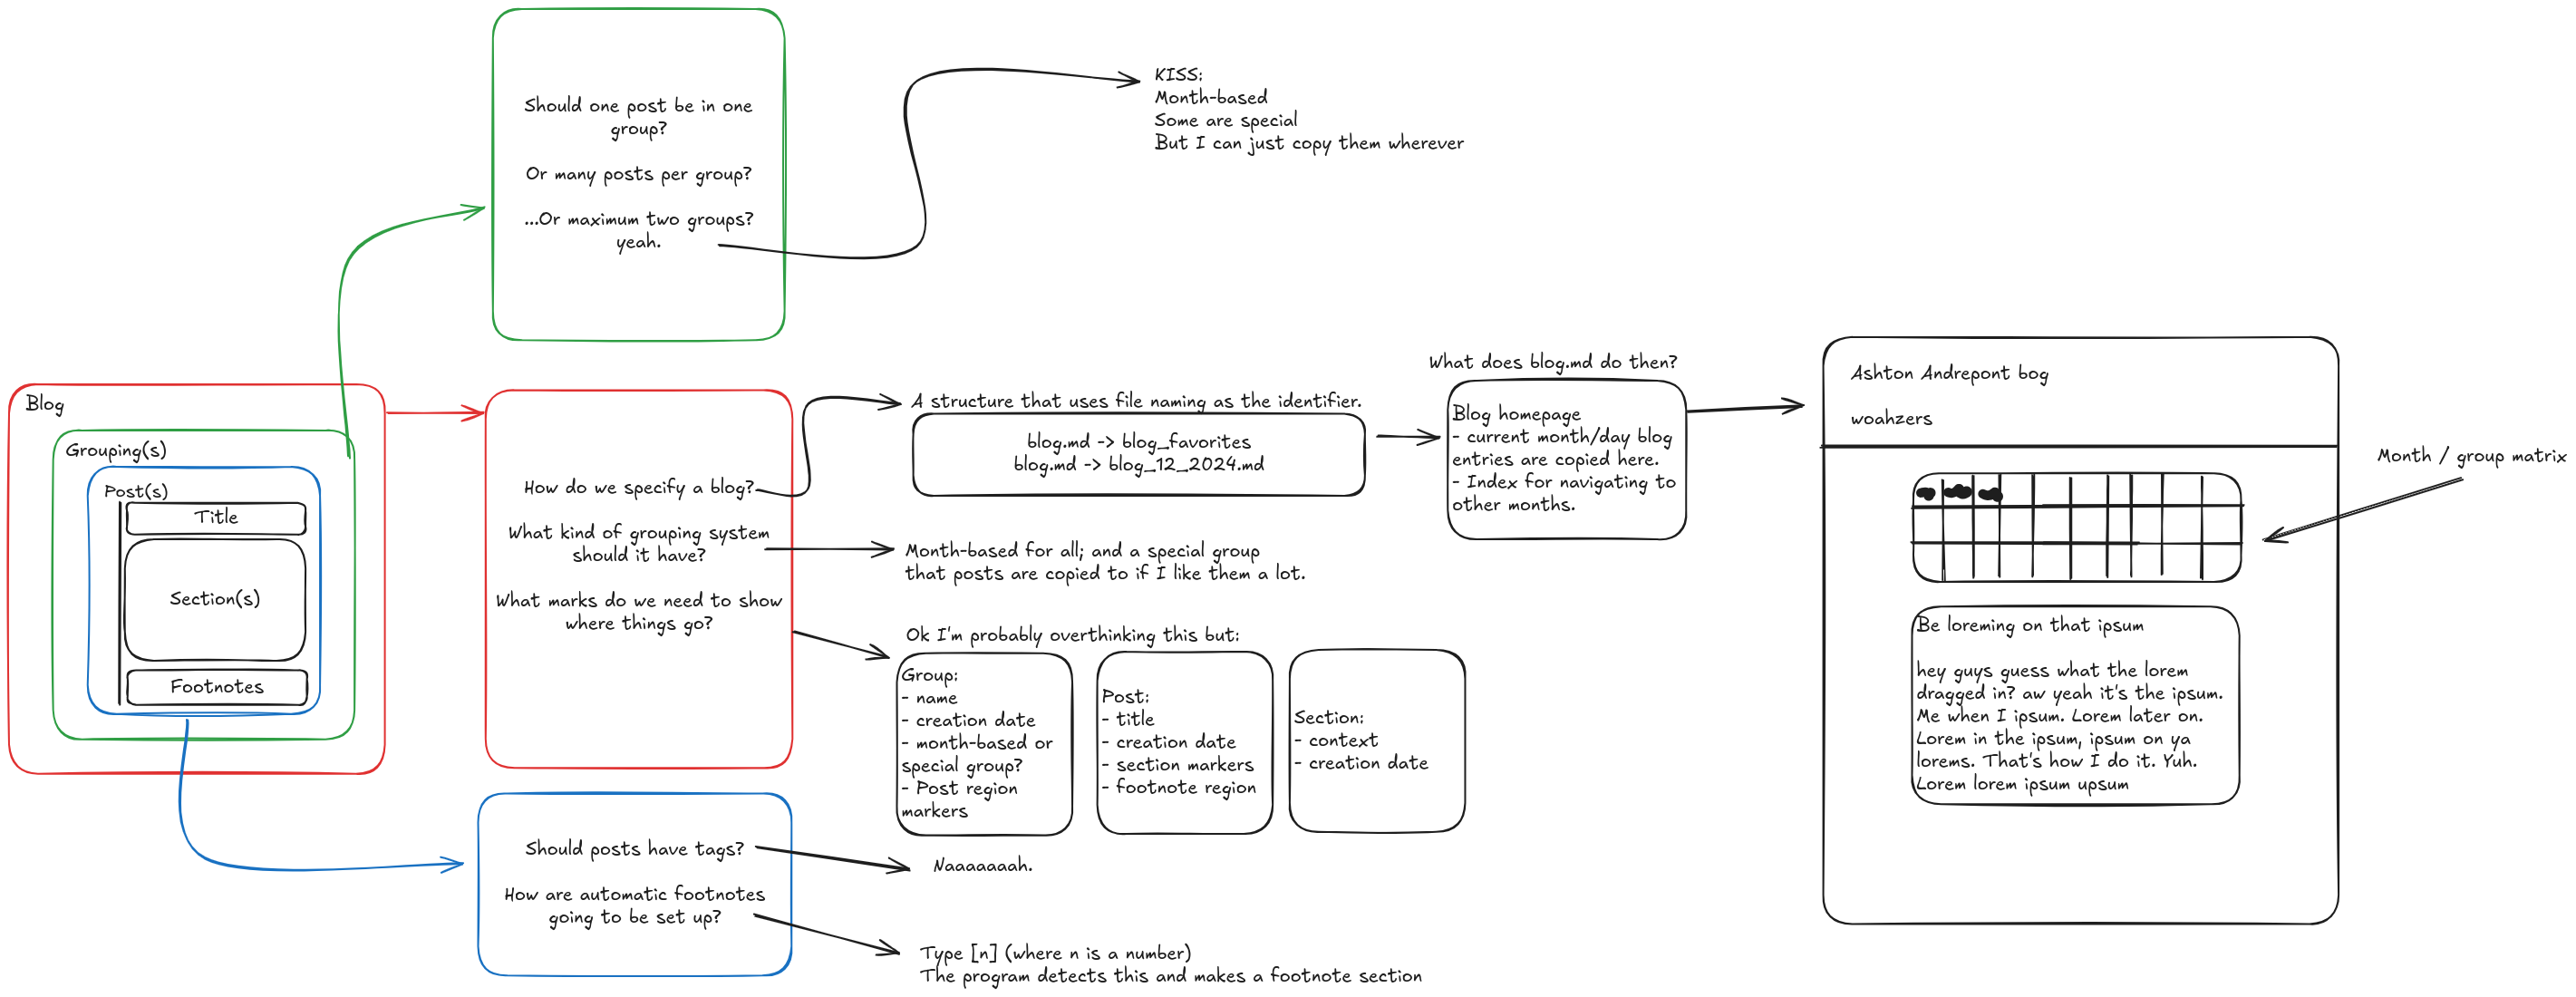 Should one post be in one
group?
Or many posts per group?
...Or maximum two groups?
yeah.
KISS:
Month-based
Some are special
But I can just copy them wherever
Blog
Grouping(s)
Post(s)
Title
Section(s)
Footnotes
How do we specify a blog?
What kind of grouping system
should it have?
What marks do we need to show
where things go?
A structure that uses file naming as the identifier.
blog.md -> blog_favorites
blog.md -> blog_12_2024.md
What does blog.md do then?
Blog homepage
- current month/day blog
entries are copied here.
- Index for navigating to
other months.
Month-based for all; and a special group
that posts are copied to if I like them a lot.
Ok I'm probably overthinking this but:
Group:
- name
- creation date
- month-based or
special group?
- Post region
markers
Post:
- title
- creation date
- section markers
- footnote region
Section:
- context
- creation date
Should posts have tags?
How are automatic footnotes
going to be set up?
Naaaaaaah.
Type [n] (where n is a number)
The program detects this and makes a footnote section
Ashton Andrepont bog
woahzers
Month / group matrix
Be loreming on that ipsum
hey guys guess what the lorem
dragged in? aw yeah it's the ipsum.
Me when I ipsum. Lorem later on.
Lorem in the ipsum, ipsum on ya
lorems. That's how I do it. Yuh.
Lorem lorem ipsum upsum